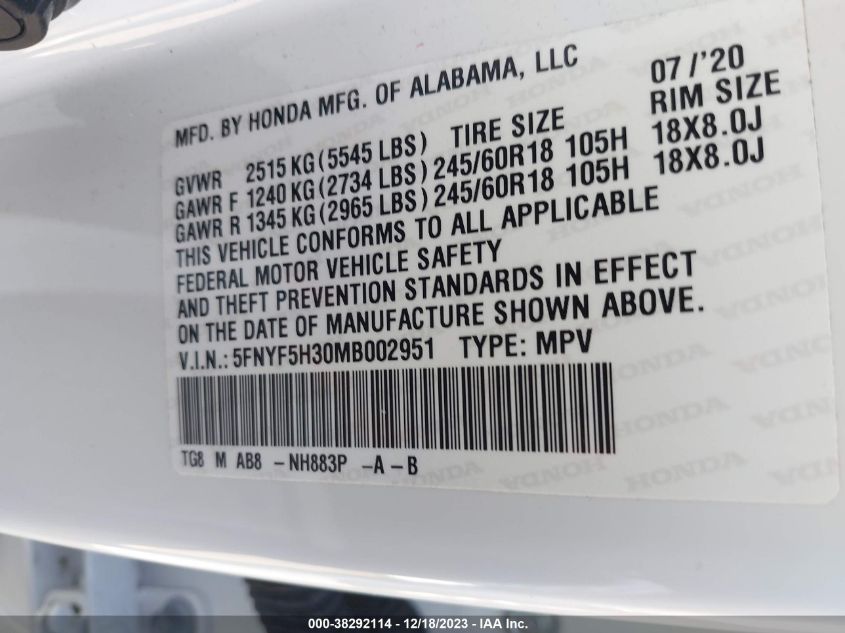 MFD. BY HONDA MFG. OF ALABAMA, LLC 07/'20
GVWR 2515 KG (5545 LBS) TIRE SIZE RIM SIZE
GAWR F 1240 KG (2734 LBS) 245/60R18 105H 18X8.0J
GAWR R 1345 KG (2965 LBS) 245/60R18 105H 18X8.0J
THIS VEHICLE CONFORMS TO ALL APPLICABLE
FEDERAL MOTOR VEHICLE SAFETY
AND THEFT PREVENTION STANDARDS IN EFFECT
ON THE DATE OF MANUFACTURE SHOWN ABOVE.
V.I.N.: 5FNYF5H30MB002951 TYPE: MPV
TG8 M AB8 -NH883P -A-B
HONDA
000-38292114 - 12/18/2023 - IAA Inc.